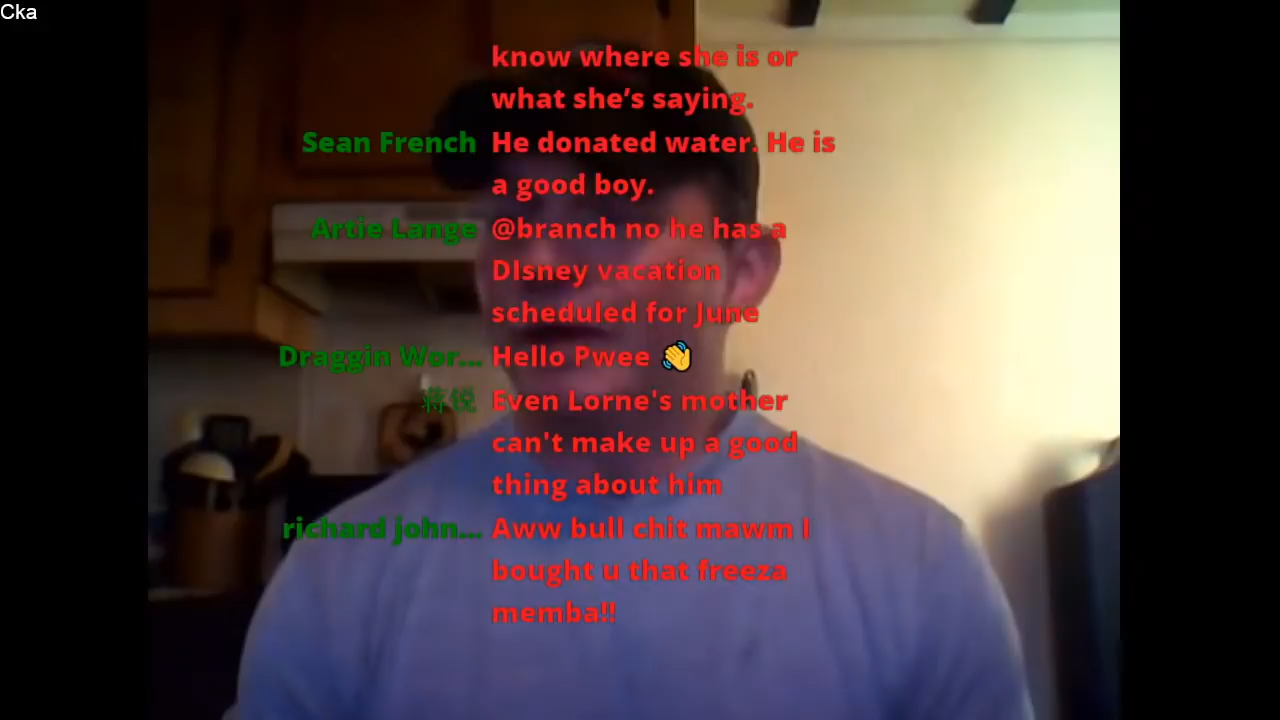 Cka
know where she is or
what she’s saying.
Sean French He donated water. He is
a good boy.
Artie Lange @branch no he has a
DIsney vacation
scheduled for June
Draggin Wor... Hello Pwee 👋
蒋锐 Even Lorne's mother
can't make up a good
thing about him
richard john... Aww bull chit mawm I
bought u that freeza
memba!!